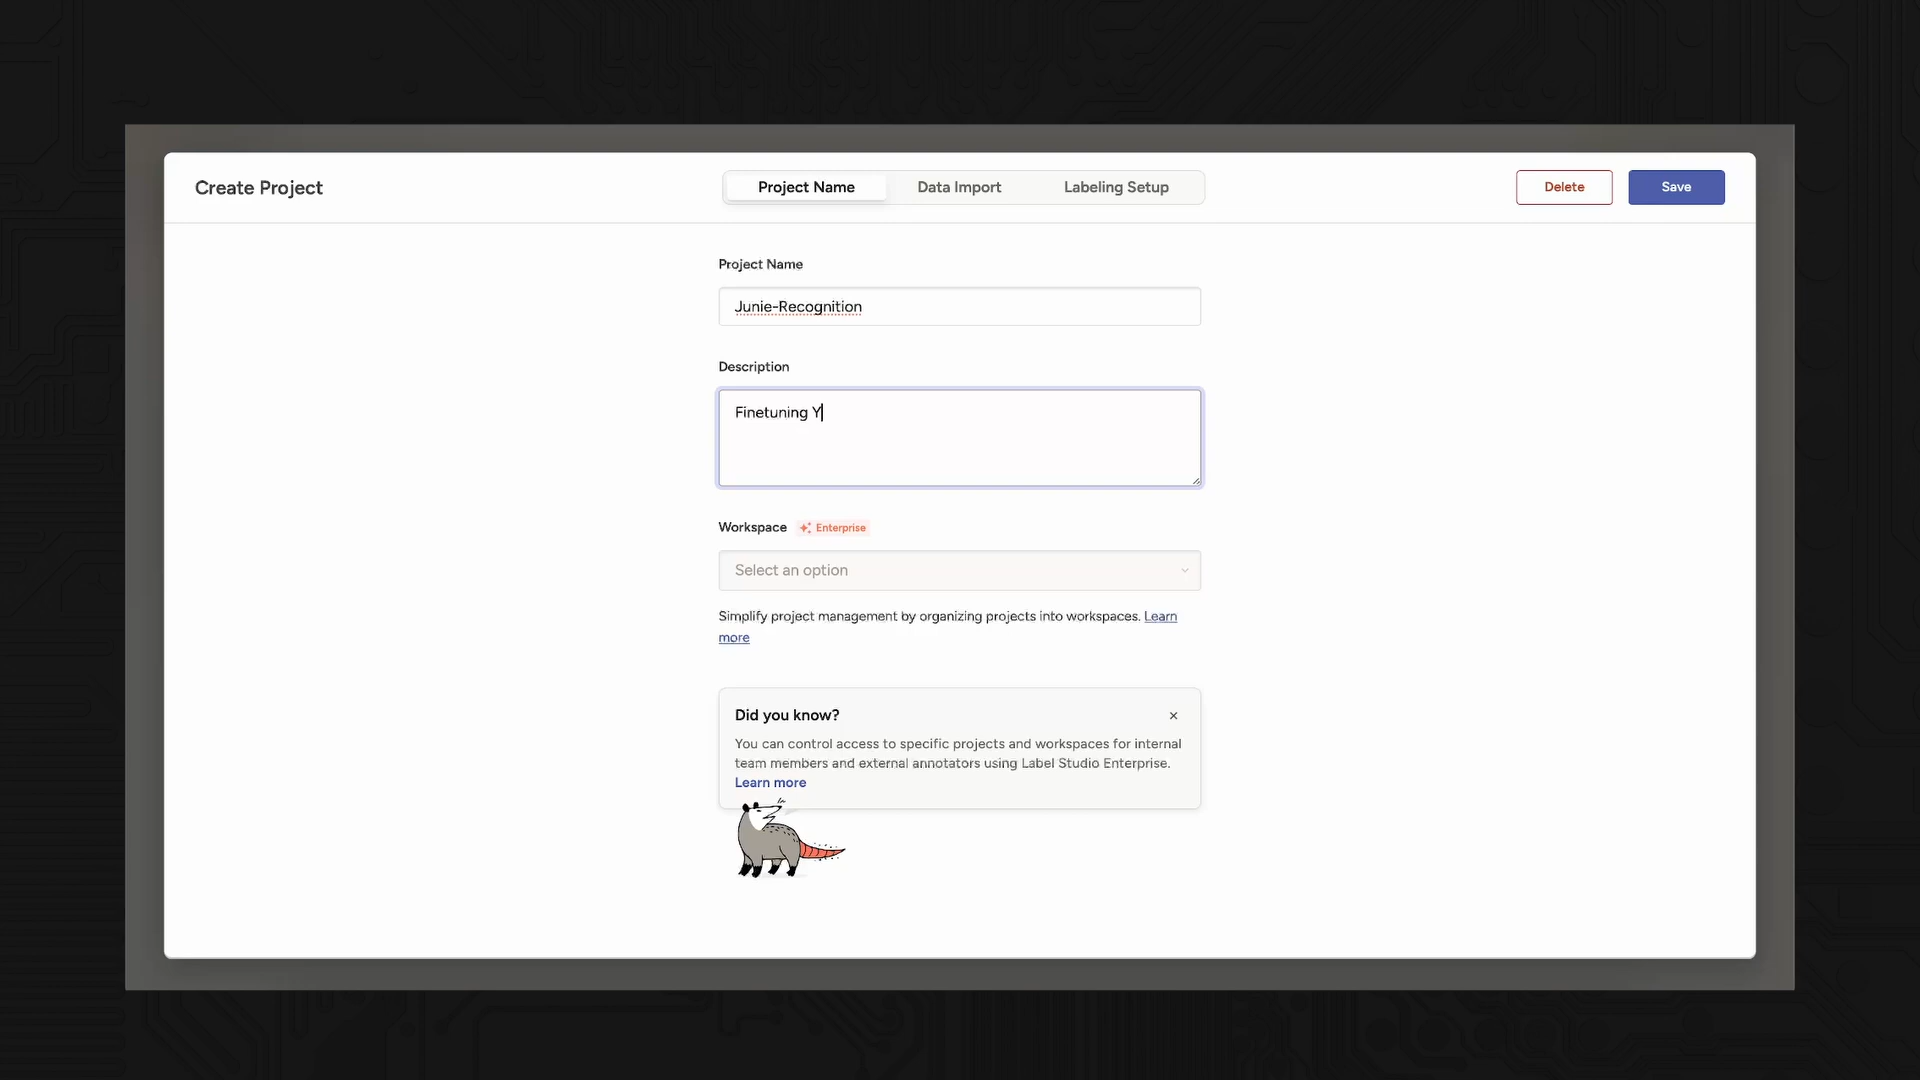 Create Project
Project Name
Data Import
Labeling Setup
Delete
Save
Project Name
Junie-Recognition
Description
Finetuning Y
Workspace
Enterprise
Select an option
Simplify project management by organizing projects into workspaces. Learn
more
Did you know?
You can control access to specific projects and workspaces for internal
team members and external annotators using Label Studio Enterprise.
Learn more